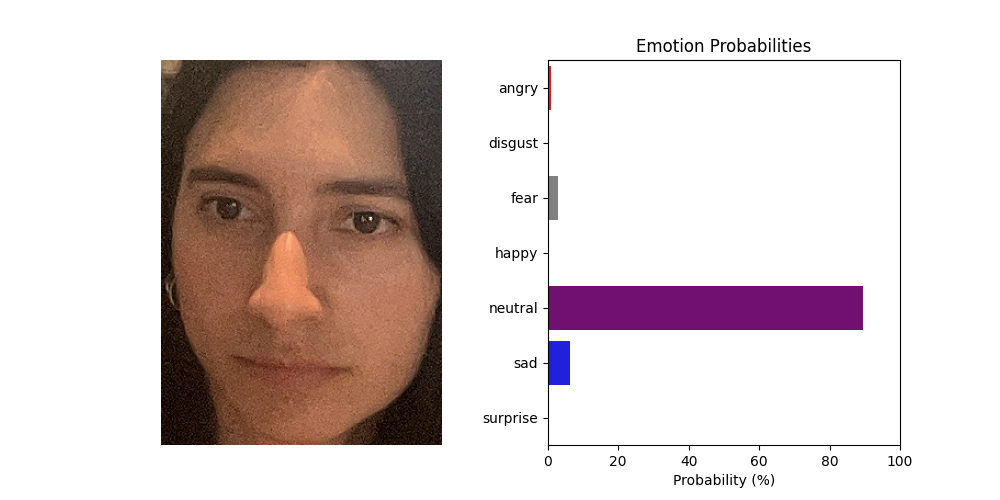 Emotion Probabilities
angry
disgust
fear
happy
neutral
sad
surprise
0 20 40 60 80 100
Probability (%)